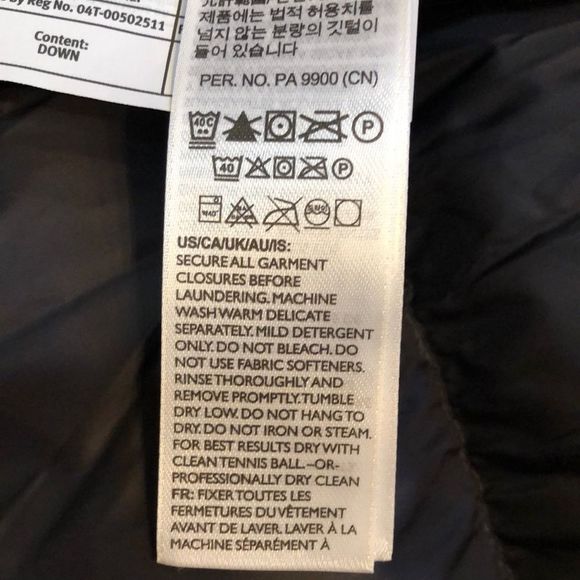 by Reg No. 04T-00502511
Content:
DOWN
제품에는 법적 허용치를
넘지 않는 분량의 깃털이
들어 있습니다
PER. NO. PA 9900 (CN)
40C P
40 P
US/CA/UK/AU/IS:
SECURE ALL GARMENT
CLOSURES BEFORE
LAUNDERING. MACHINE
WASH WARM DELICATE
SEPARATELY. MILD DETERGENT
ONLY. DO NOT BLEACH. DO
NOT USE FABRIC SOFTENERS.
RINSE THOROUGHLY AND
REMOVE PROMPTLY. TUMBLE
DRY LOW. DO NOT HANG TO
DRY. DO NOT IRON OR STEAM.
FOR BEST RESULTS DRY WITH
CLEAN TENNIS BALL. -OR-
PROFESSIONALLY DRY CLEAN
FR: FIXER TOUTES LES
FERMETURES DU VÊTEMENT
AVANT DE LAVER. LAVER À LA
MACHINE SÉPARÉMENT À